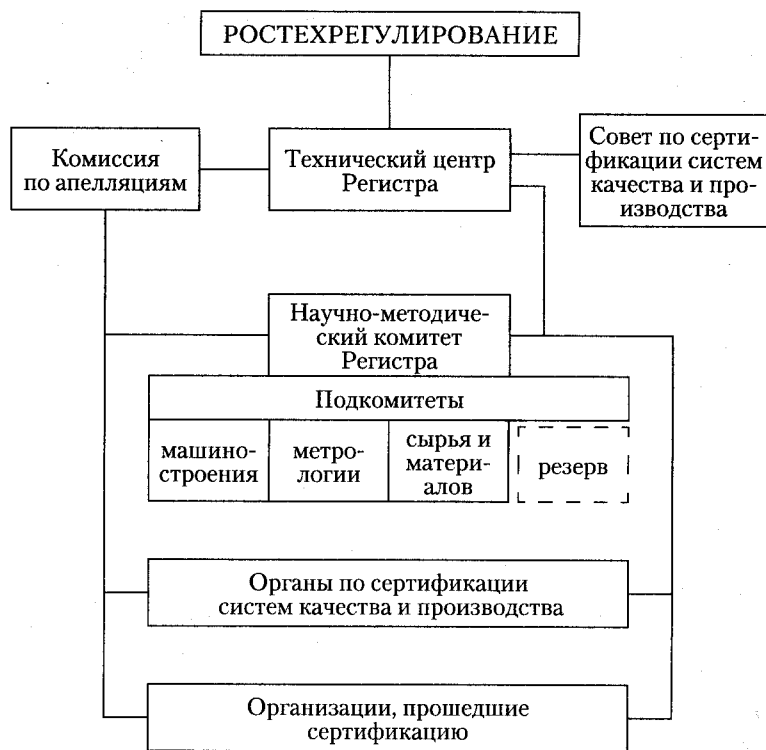 РОСТЕХРЕГУЛИРОВАНИЕ
Комиссия
по апелляциям
Технический центр
Регистра
Совет по серти-
фикации систем
качества и про-
изводства
Научно-методиче-
ский комитет
Регистра
Подкомитеты
машино-
строения
метро-
логии
сырья и
матери-
алов
резерв
Органы по сертификации
систем качества и производства
Организации, прошедшие
сертификацию